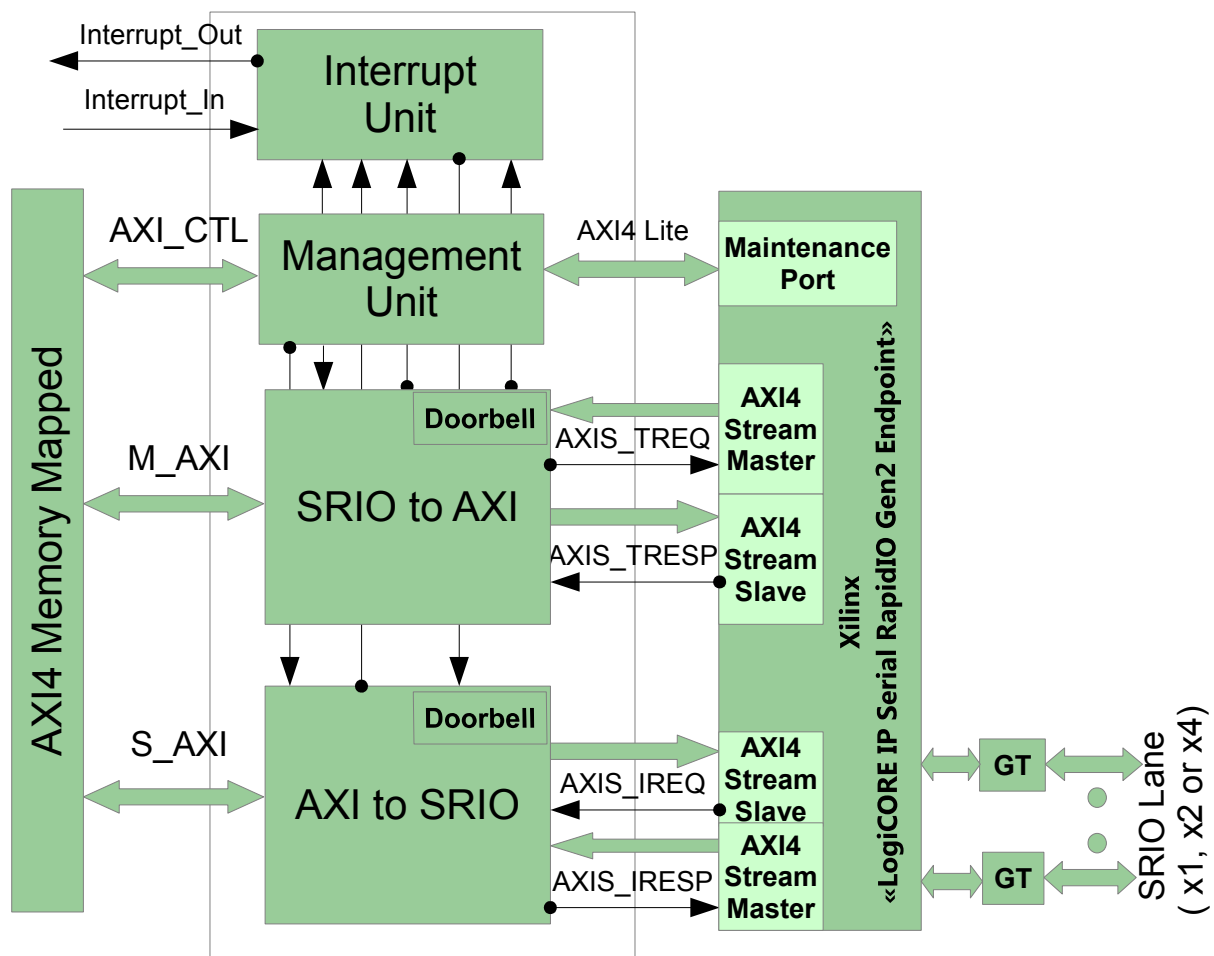 Interrupt_Out
Interrupt_In
Interrupt
Unit
AXI_CTL
Management
Unit
AXI4 Lite
Maintenance
Port
AXI4 Memory Mapped
M_AXI
Doorbell
SRIO to AXI
AXIS_TREQ
AXI4
Stream
Master
AXIS_TRESP
AXI4
Stream
Slave
Xilinx
«LogiCORE IP Serial RapidIO Gen2 Endpoint»
S_AXI
Doorbell
AXI to SRIO
AXIS_IREQ
AXI4
Stream
Slave
AXIS_IRESP
AXI4
Stream
Master
GT
GT
SRIO Lane
( x1, x2 or x4)